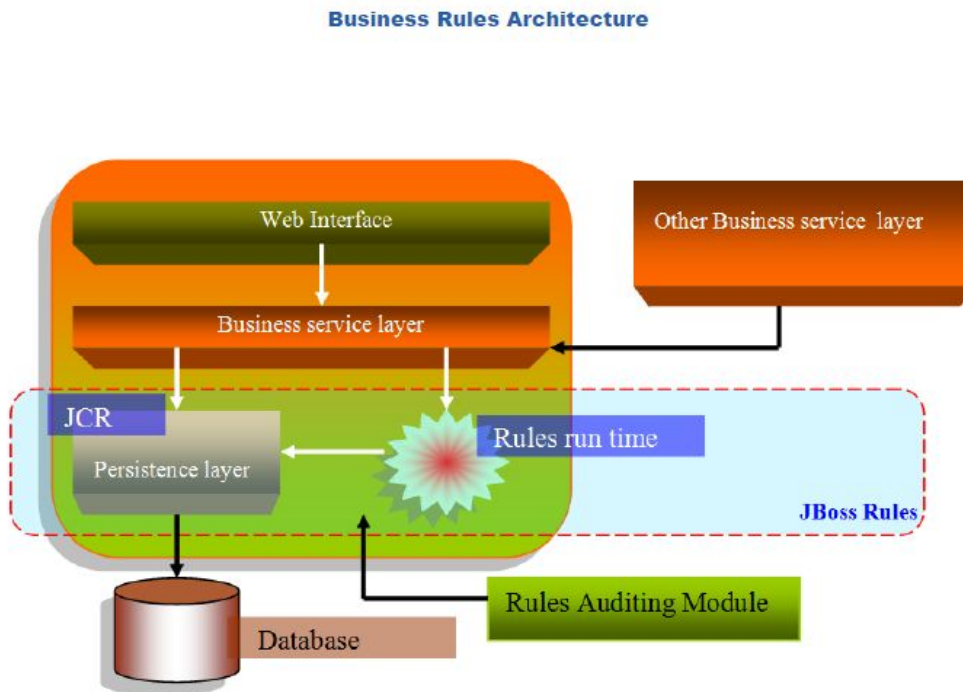 Business Rules Architecture
Web Interface
Other Business service layer
Business service layer
JCR
Rules run time
Persistence layer
JBoss Rules
Rules Auditing Module
Database